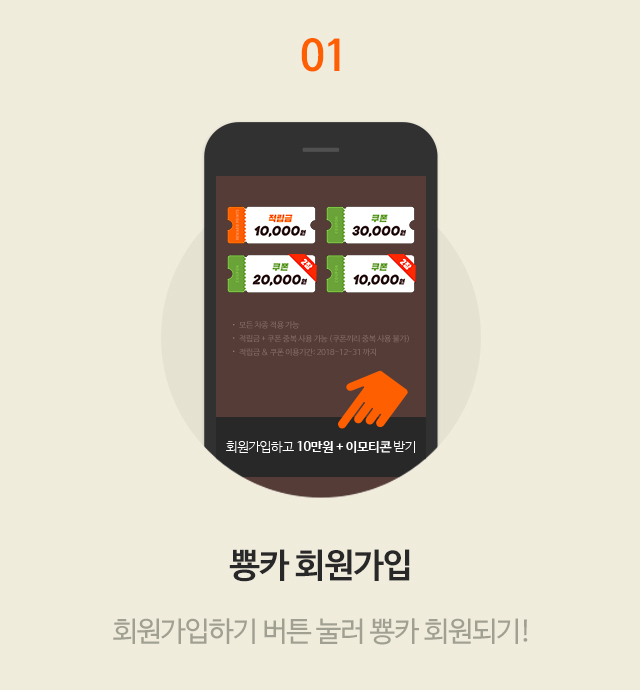 01
적립금
10,000원
쿠폰
30,000원
쿠폰
20,000원
2장
쿠폰
10,000원
2장
• 모든 차종 적용 가능
• 적립금 + 쿠폰 중복 사용 가능 (쿠폰끼리 중복 사용 불가)
• 적립금 & 쿠폰 이용기간: 2018-12-31 까지
회원가입하고 10만원 + 이모티콘 받기
뿅카 회원가입
회원가입하기 버튼 눌러 뿅카 회원되기!